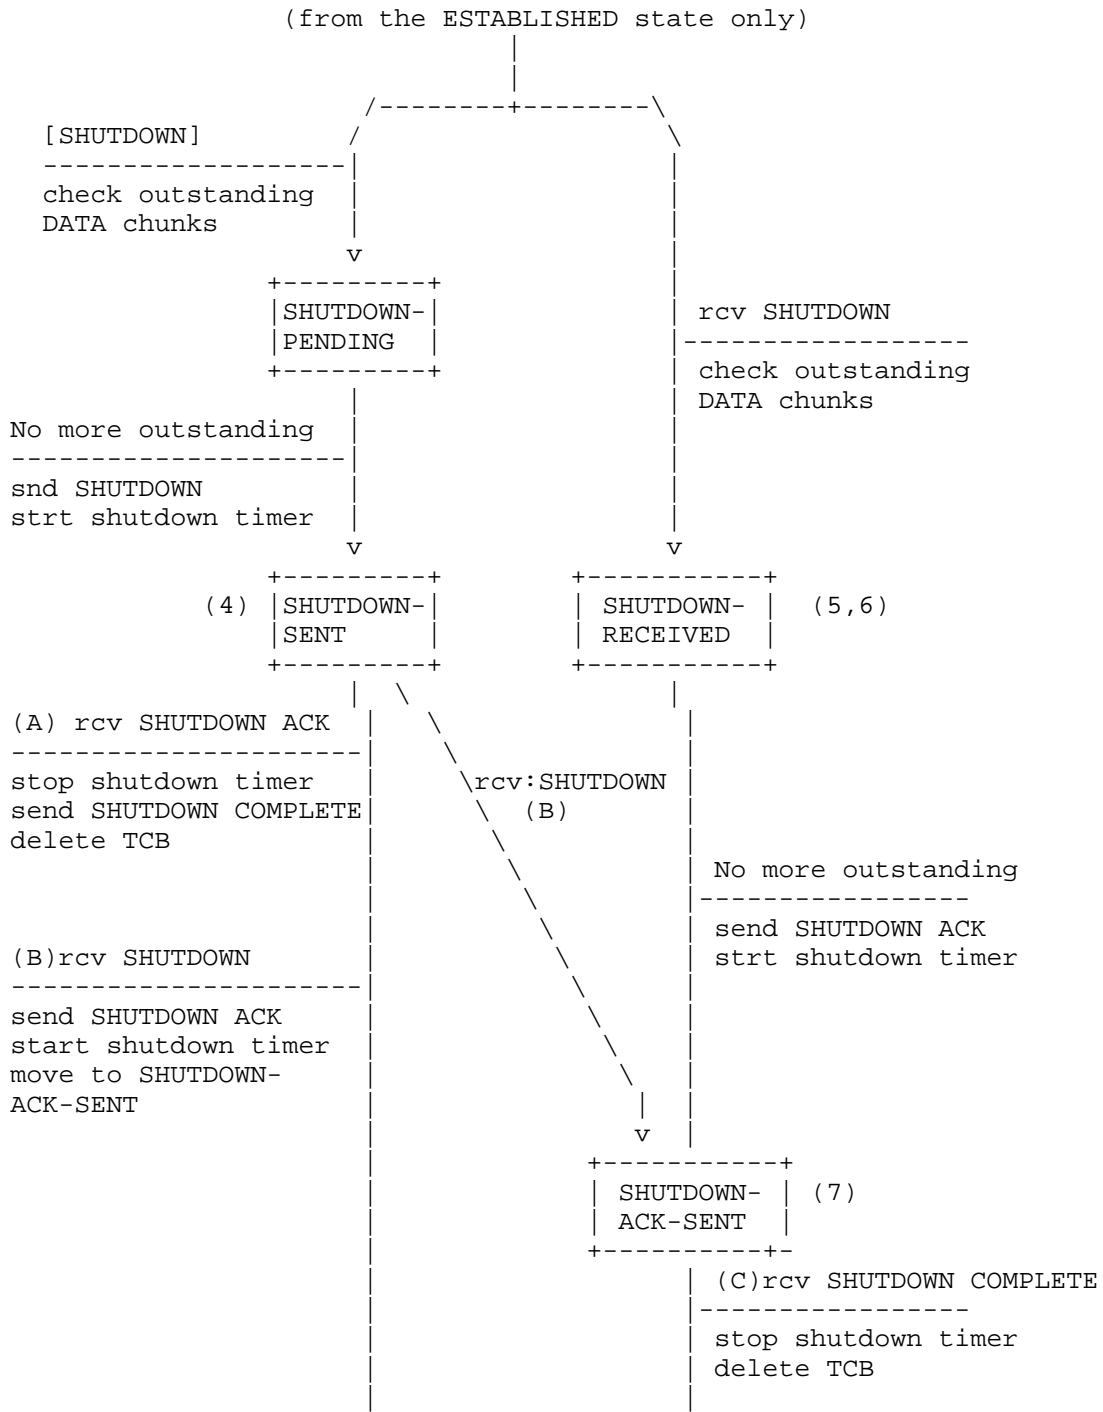 (from the ESTABLISHED state only)
[SHUTDOWN]
check outstanding
DATA chunks
SHUTDOWN-
PENDING
rcv SHUTDOWN
check outstanding
DATA chunks
No more outstanding
snd SHUTDOWN
strt shutdown timer
(4) SHUTDOWN-
SENT
SHUTDOWN- (5,6)
RECEIVED
(A) rcv SHUTDOWN ACK
stop shutdown timer
send SHUTDOWN COMPLETE
delete TCB
rcv:SHUTDOWN
(B)
No more outstanding
send SHUTDOWN ACK
strt shutdown timer
(B)rcv SHUTDOWN
send SHUTDOWN ACK
start shutdown timer
move to SHUTDOWN-
ACK-SENT
SHUTDOWN- (7)
ACK-SENT
(C)rcv SHUTDOWN COMPLETE
stop shutdown timer
delete TCB